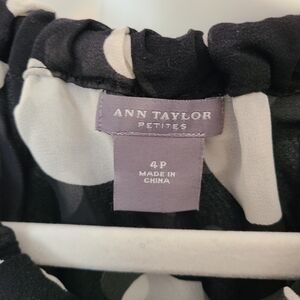 ANN TAYLOR
PETITES
4P
MADE IN
CHINA